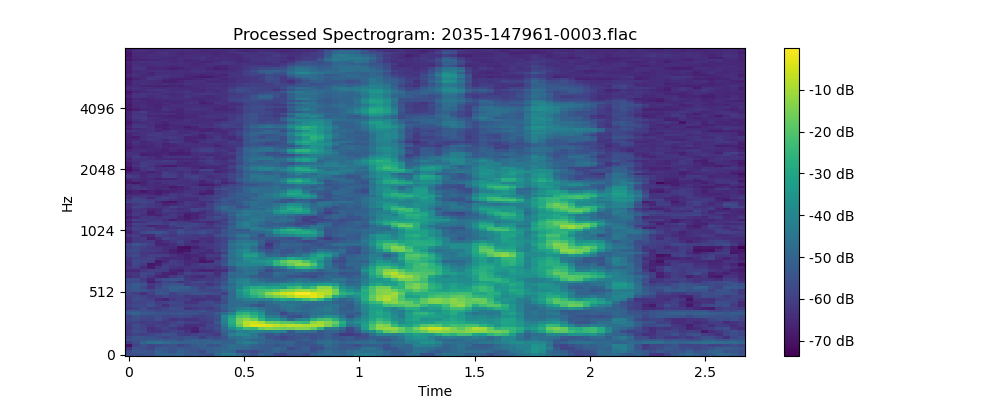 Processed Spectrogram: 2035-147961-0003.flac
Hz
4096
2048
1024
512
0
0
0.5
1
1.5
2
2.5
Time
-10 dB
-20 dB
-30 dB
-40 dB
-50 dB
-60 dB
-70 dB